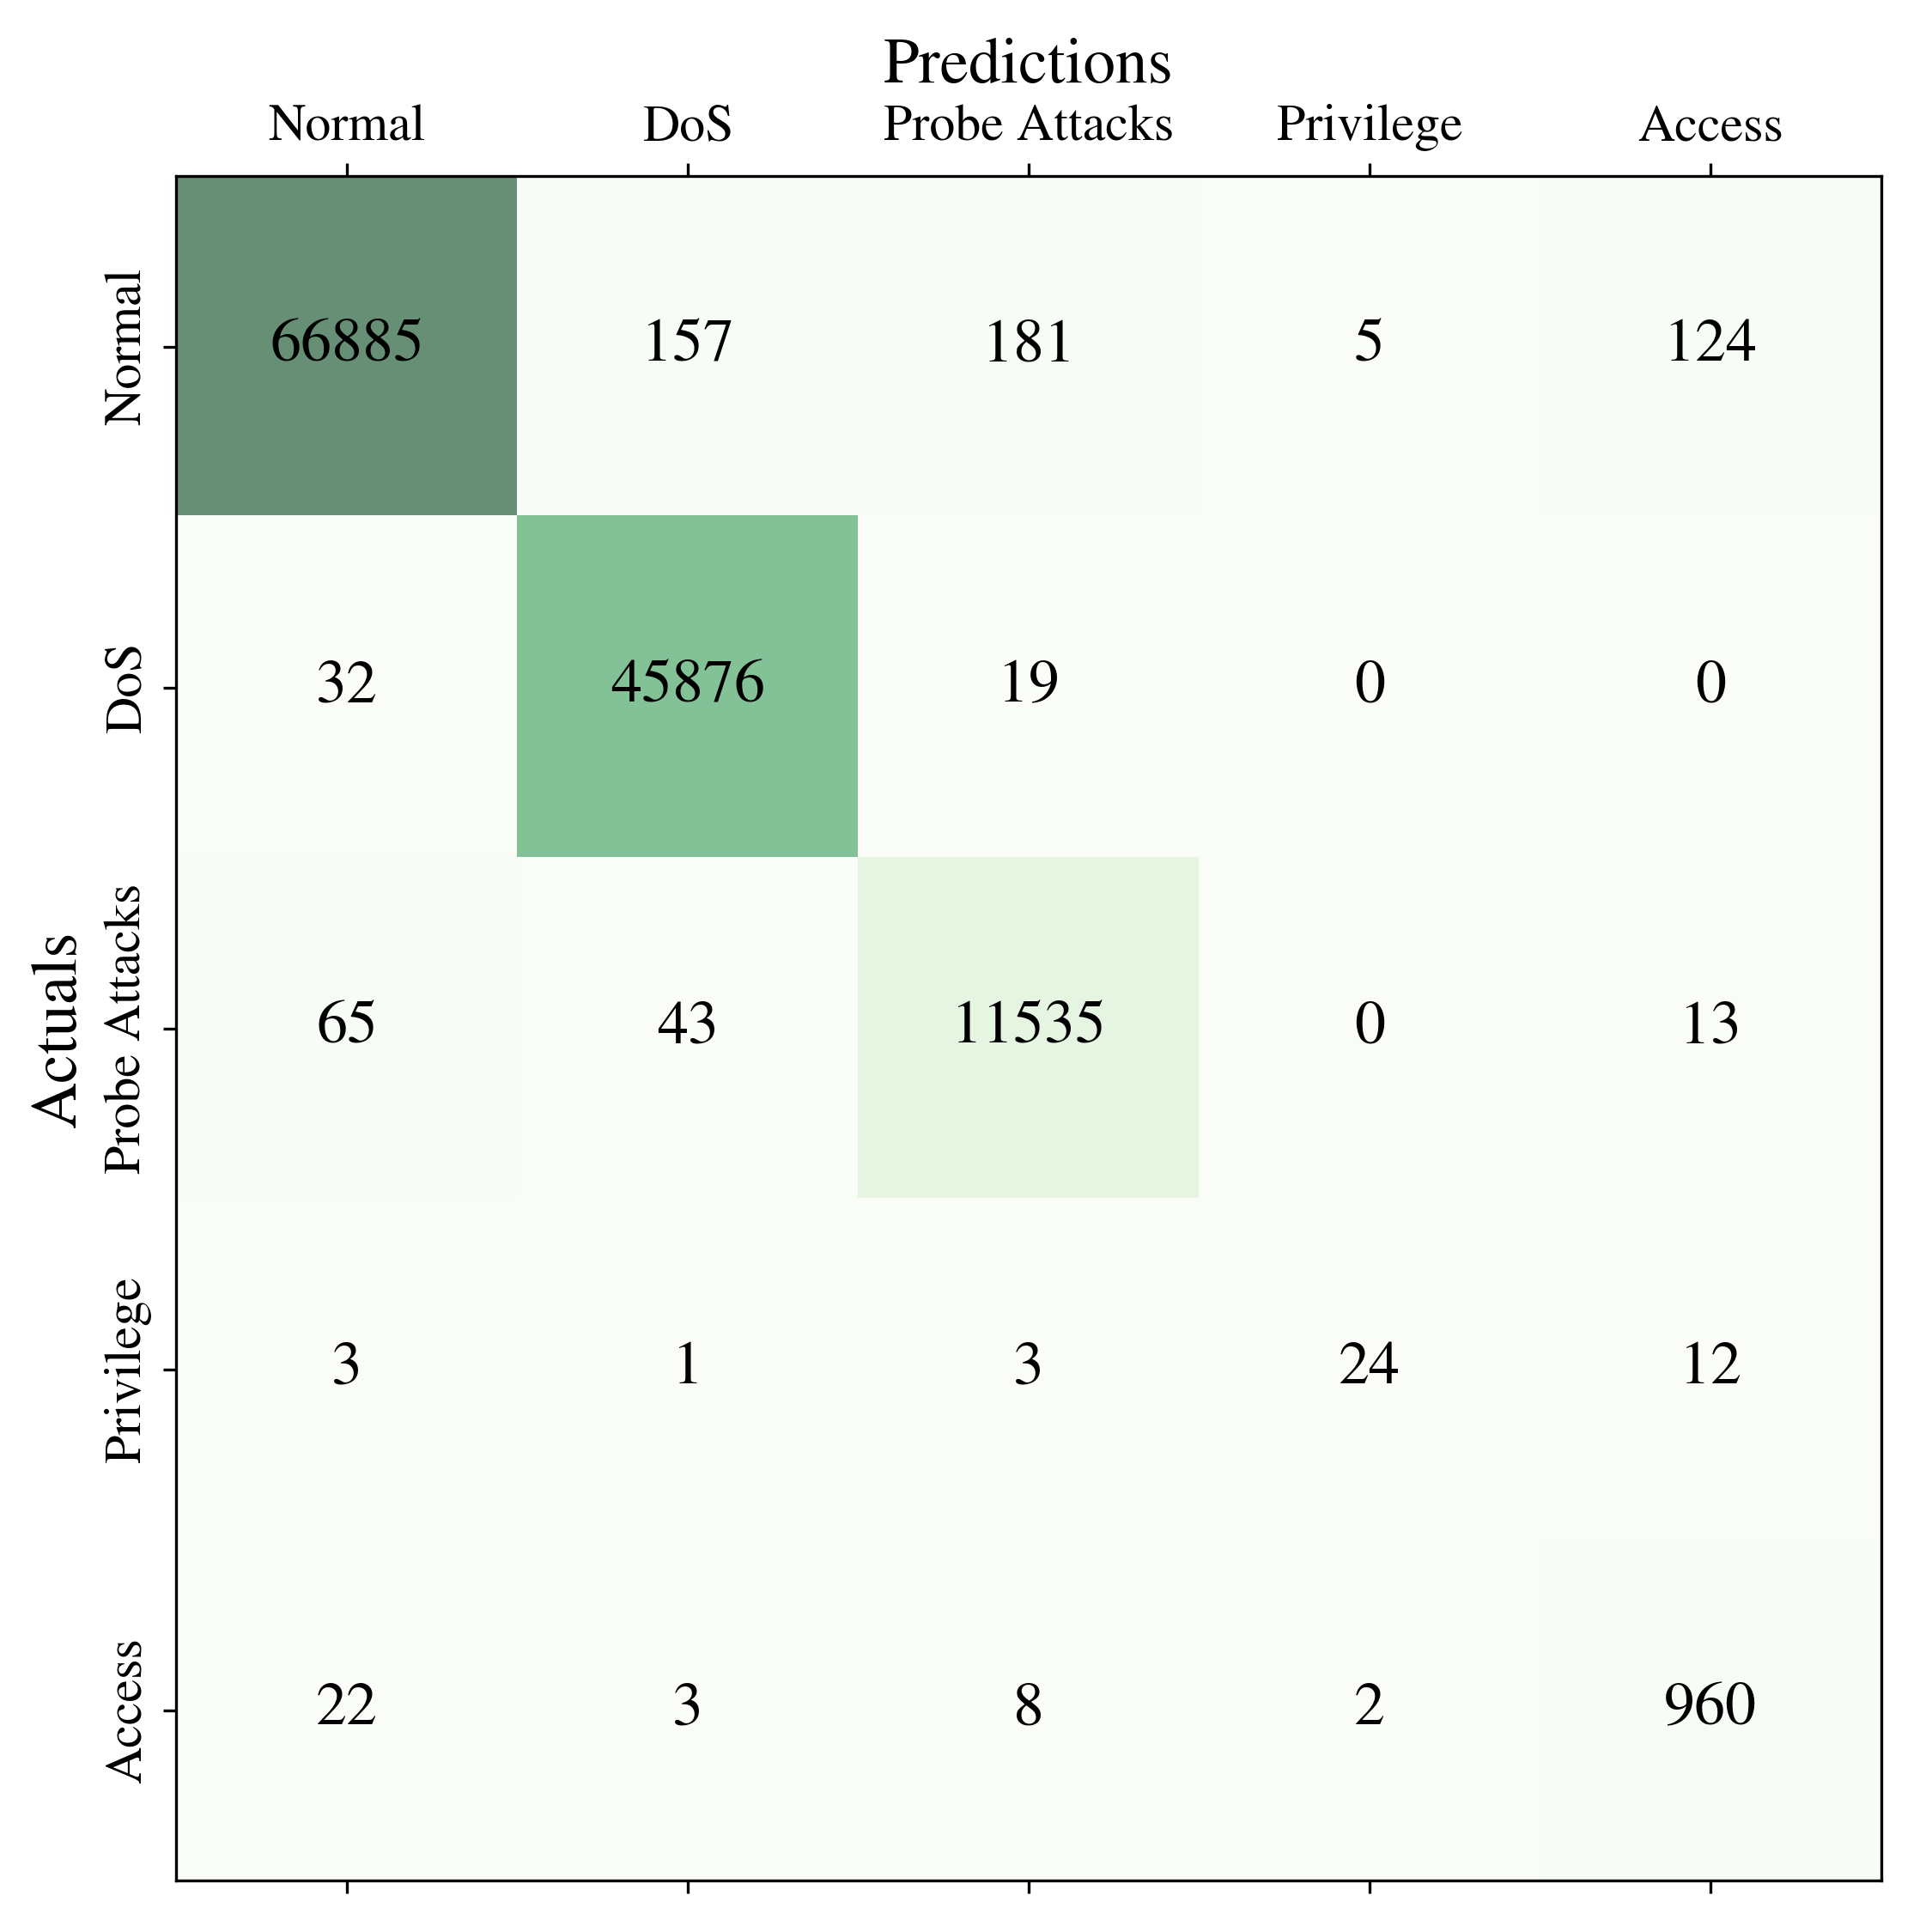 Predictions
Normal DoS Probe Attacks Privilege Access
Actuals
Normal 66885 157 181 5 124
DoS 32 45876 19 0 0
Probe Attacks 65 43 11535 0 13
Privilege 3 1 3 24 12
Access 22 3 8 2 960